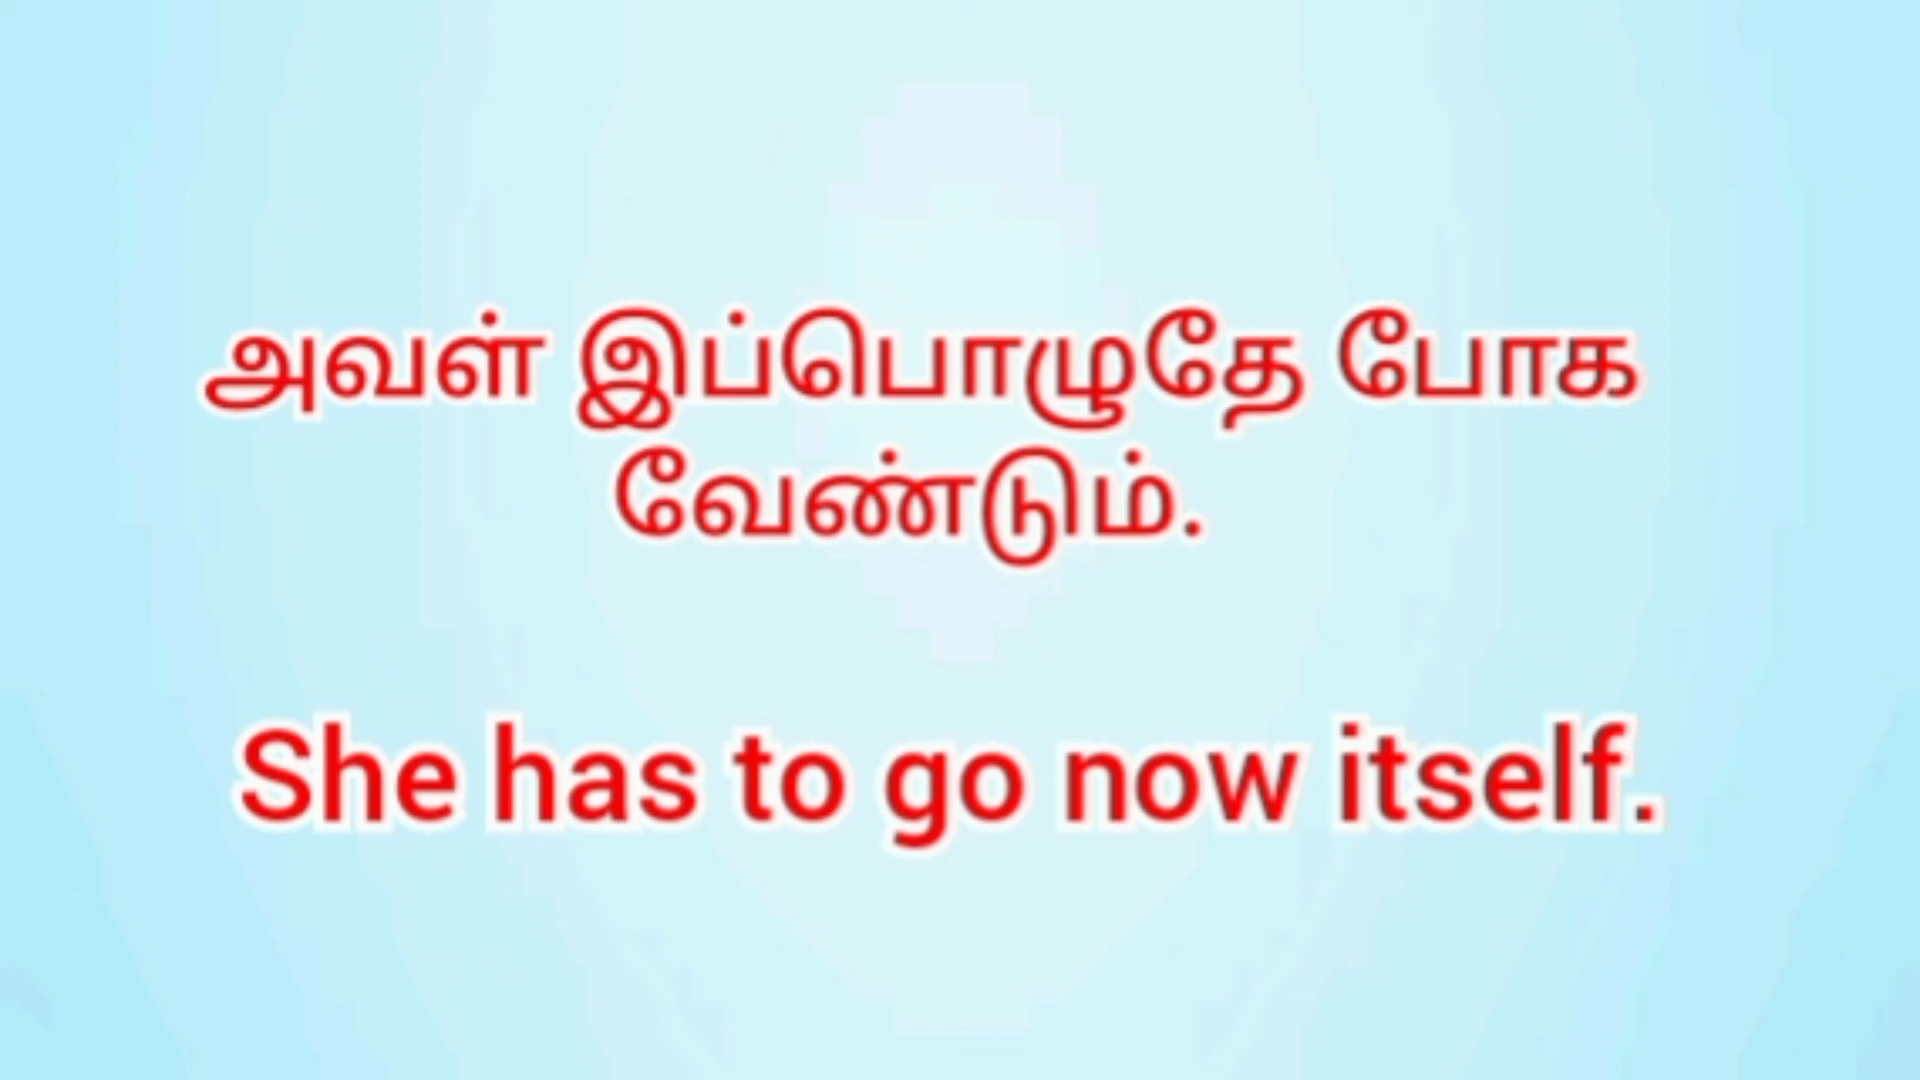 அவள் இப்பொழுதே போக
வேண்டும்.
She has to go now itself.